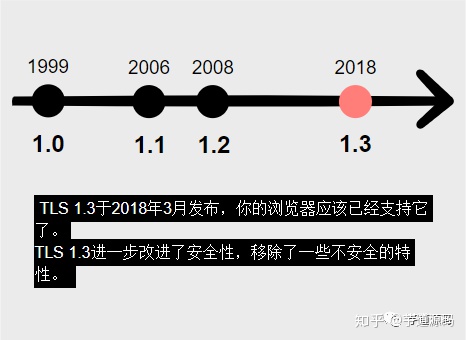 1999 2006 2008 2018
1.0 1.1 1.2 1.3
TLS 1.3于2018年3月发布，你的浏览器应该已经支持它
了。
TLS 1.3进一步改进了安全性，移除了一些不安全的特
性。
知乎 @芋道源码